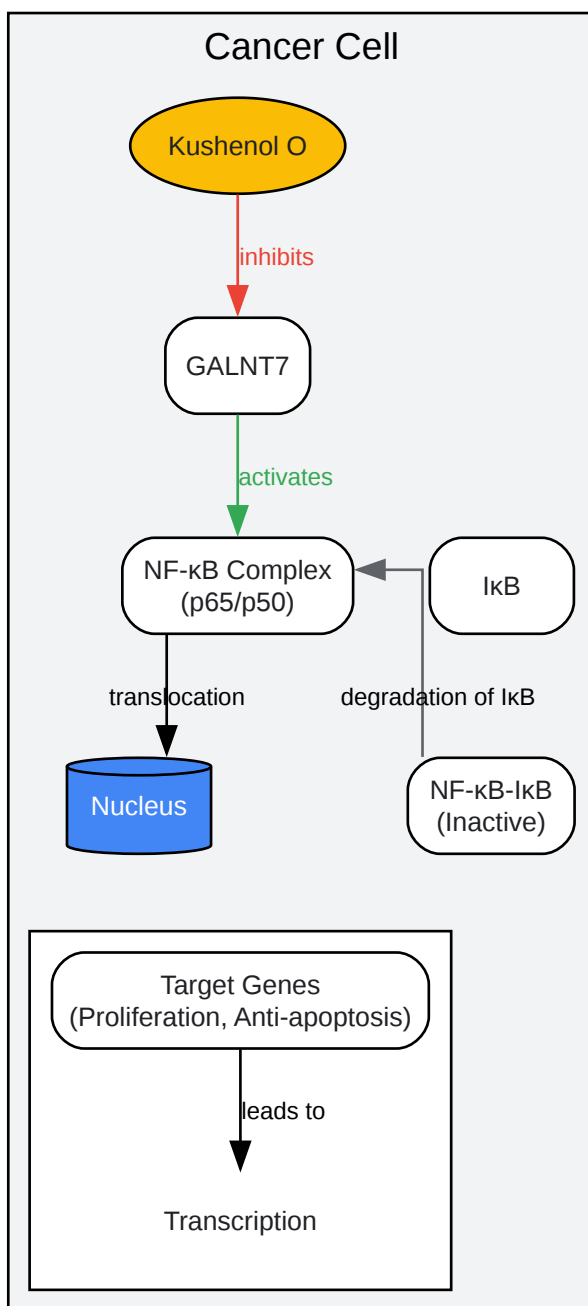 Cancer Cell
Kushenol O
inhibits
GALNT7
activates
NF-κB Complex
(p65/p50)
IκB
translocation
degradation of IκB
Nucleus
NF-κB-IκB
(Inactive)
Target Genes
(Proliferation, Anti-apoptosis)
leads to
Transcription